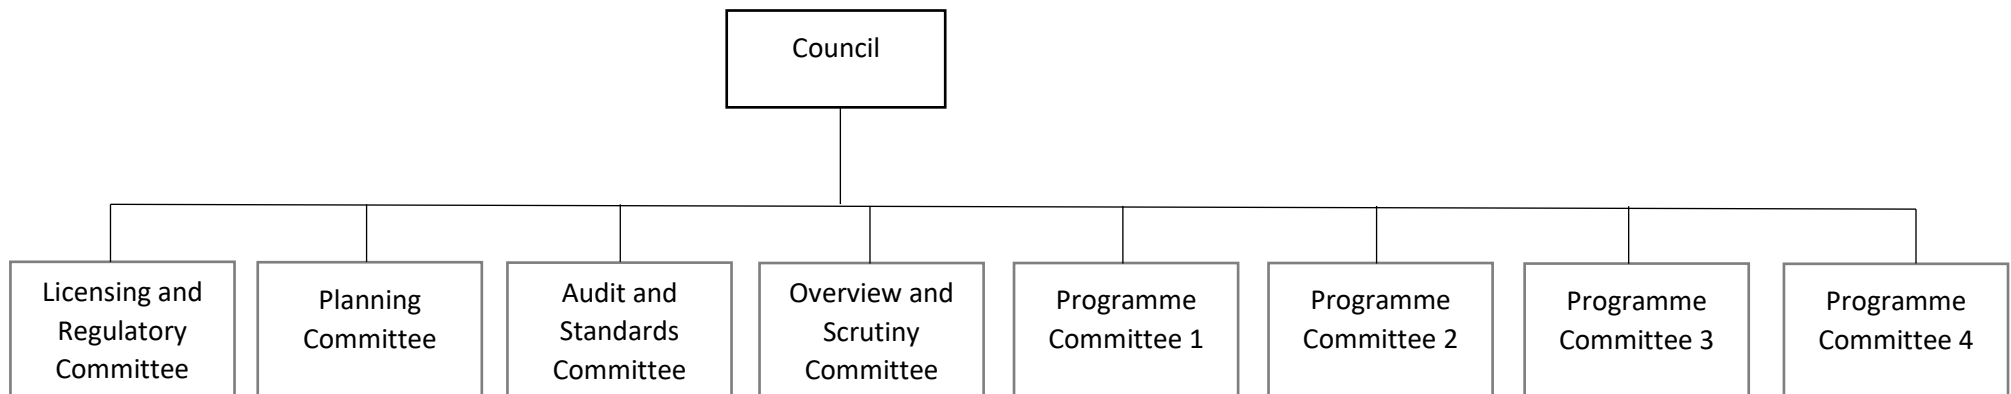 Council
Licensing and
Regulatory
Committee
Planning
Committee
Audit and
Standards
Committee
Overview and
Scrutiny
Committee
Programme
Committee 1
Programme
Committee 2
Programme
Committee 3
Programme
Committee 4